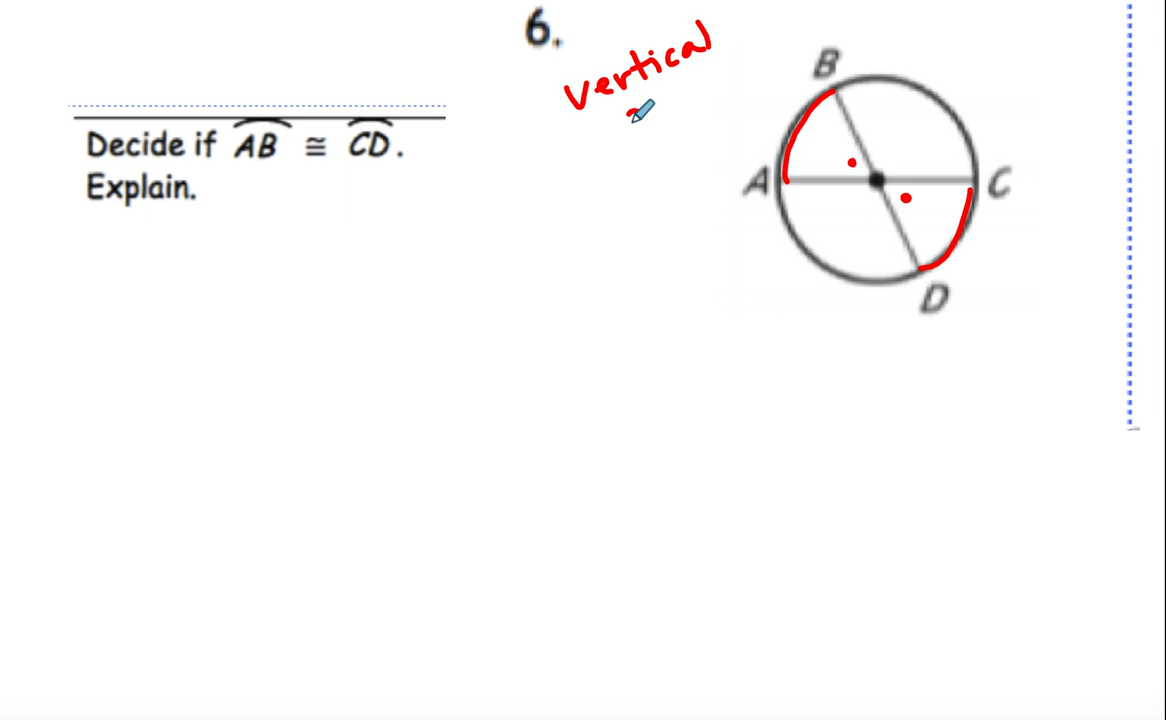 6.
vertical
Decide if AB ≅ CD.
Explain.
B
A
C
D